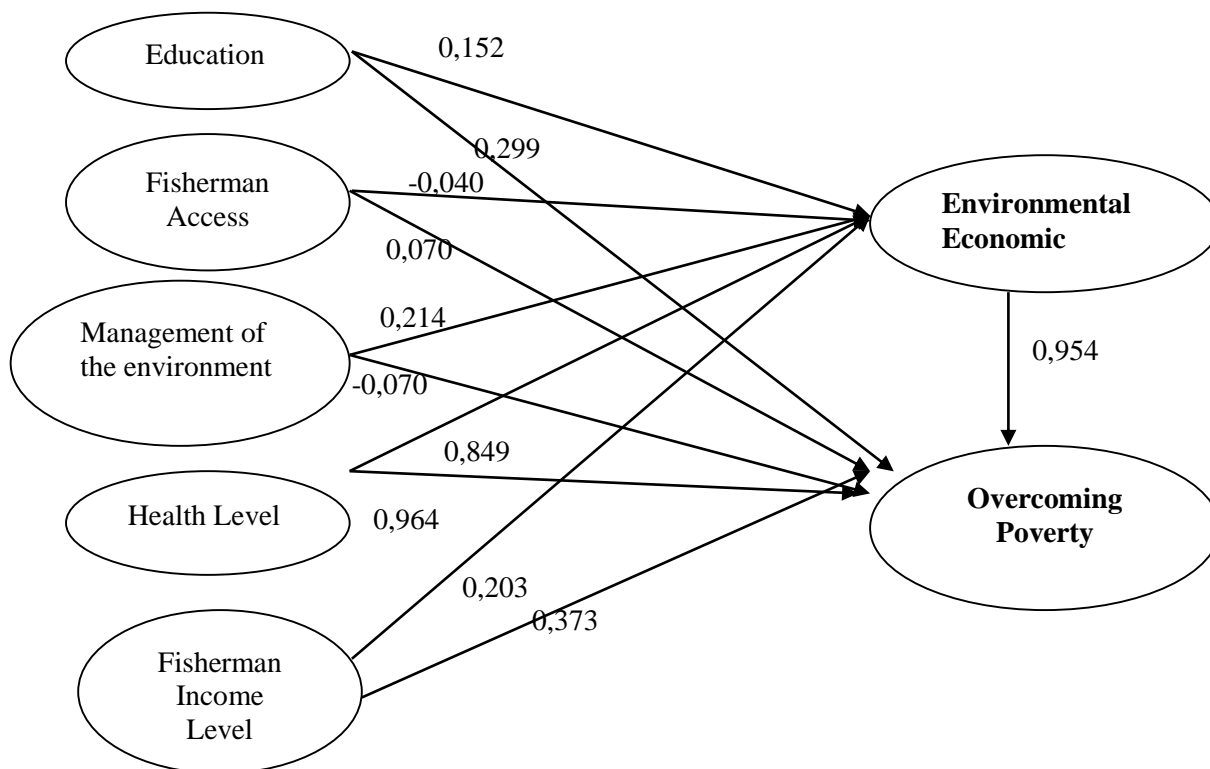 Education
0,152
0,299
Fisherman
Access
-0,040
0,070
Environmental
Economic
Management of
the environment
0,214
-0,070
0,954
Health Level
0,849
0,964
Overcoming
Poverty
0,203
0,373
Fisherman
Income
Level